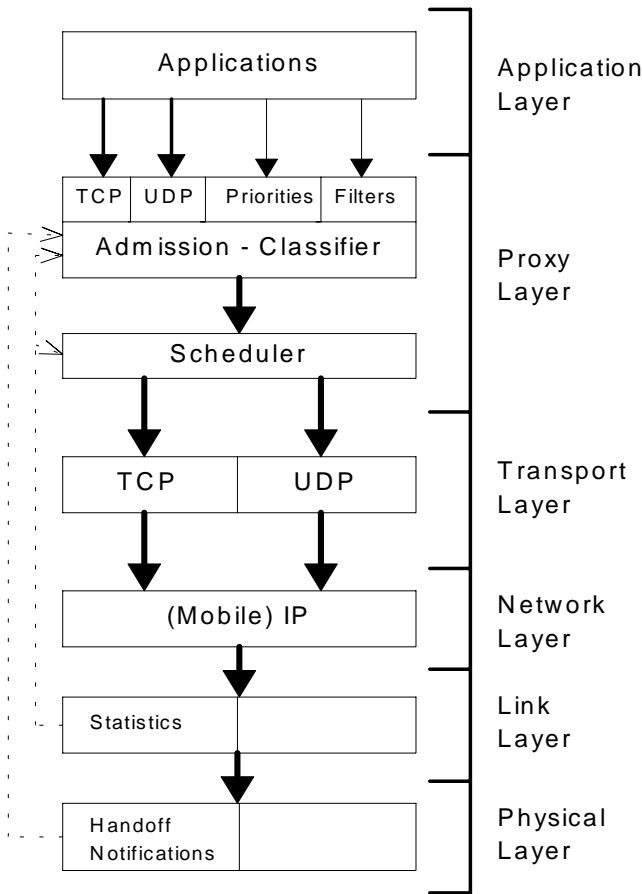 Applications
Application
Layer
TCP UDP Priorities Filters
Admission - Classifier
Proxy
Layer
Scheduler
TCP UDP
Transport
Layer
(Mobile) IP
Network
Layer
Statistics
Link
Layer
Handoff
Notifications
Physical
Layer